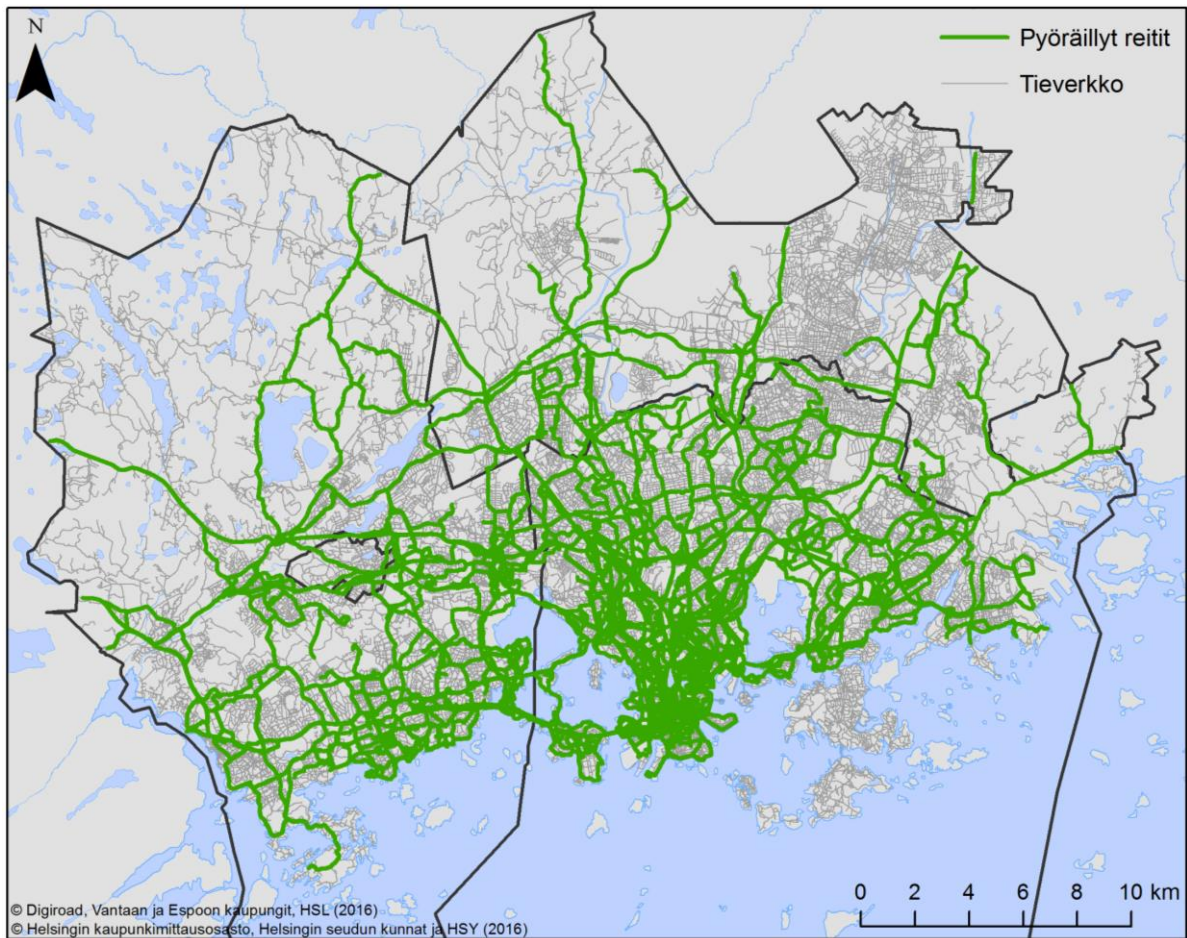 N
Pyöräillyt reitit
Tieverkko
0 2 4 6 8 10 km
© Digiroad, Vantaan ja Espoon kaupungit, HSL (2016)
© Helsingin kaupunkimittausosasto, Helsingin seudun kunnat ja HSY (2016)